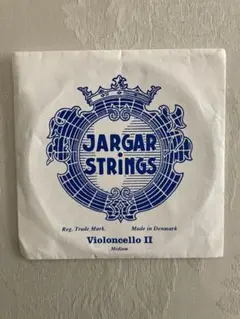 JARGAR
STRINGS
Reg. Trade Mark Made in Denmark
Violoncello II
Medium